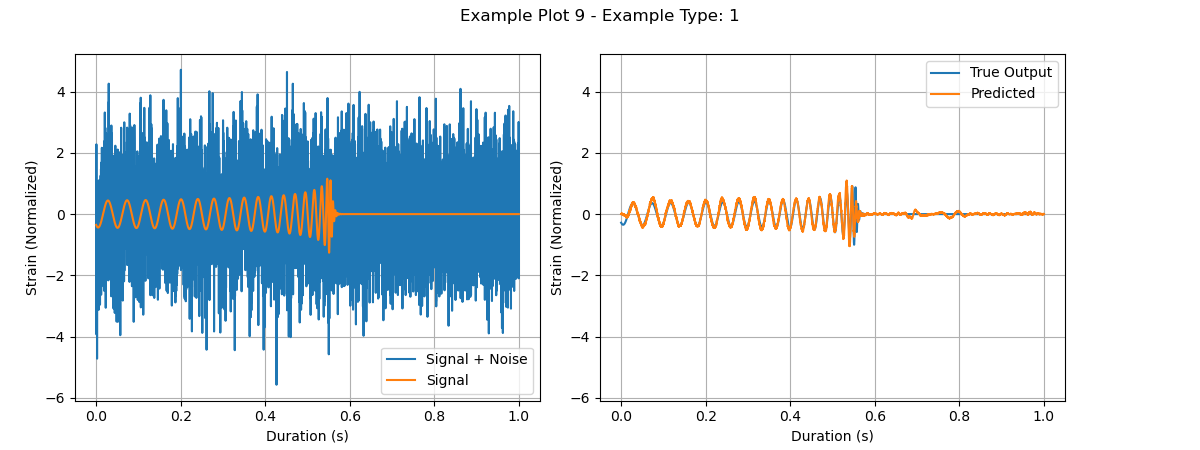 Example Plot 9 - Example Type: 1
Strain (Normalized)
4
2
0
−2
−4
−6
0.0 0.2 0.4 0.6 0.8 1.0
Duration (s)
Signal + Noise
Signal
Strain (Normalized)
4
2
0
−2
−4
−6
0.0 0.2 0.4 0.6 0.8 1.0
Duration (s)
True Output
Predicted